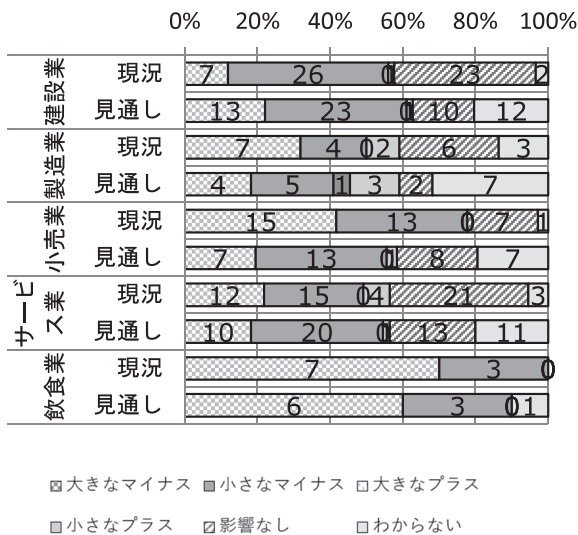 0% 20% 40% 60% 80% 100%
建設業
現況 7 26 0 1 23 2
見通し 13 23 0 1 10 12
製造業
現況 7 4 0 2 6 3
見通し 4 5 1 3 2 7
小売業
現況 15 13 0 7 1
見通し 7 13 0 1 8 7
サービス業
現況 12 15 0 4 21 3
見通し 10 20 0 1 13 11
飲食業
現況 7 3 0
見通し 6 3 0 1
大きなマイナス 小さなマイナス 大きなプラス
小さなプラス 影響なし わからない